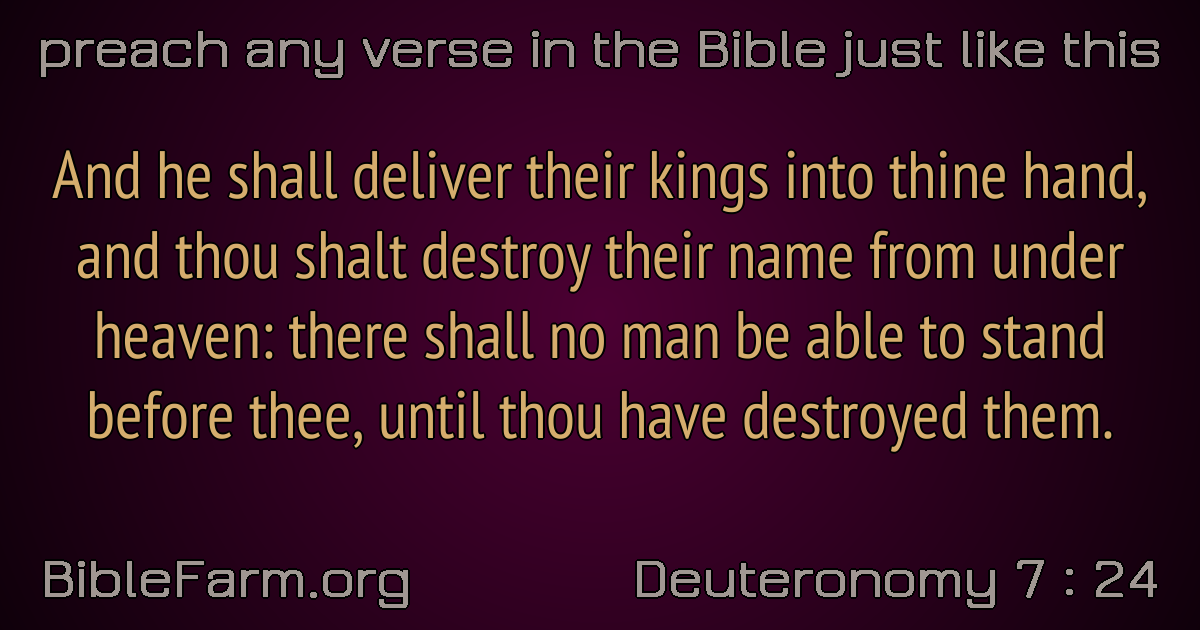 preach any verse in the Bible just like this
And he shall deliver their kings into thine hand,
and thou shalt destroy their name from under
heaven: there shall no man be able to stand
before thee, until thou have destroyed them.
BibleFarm.org
Deuteronomy 7 : 24